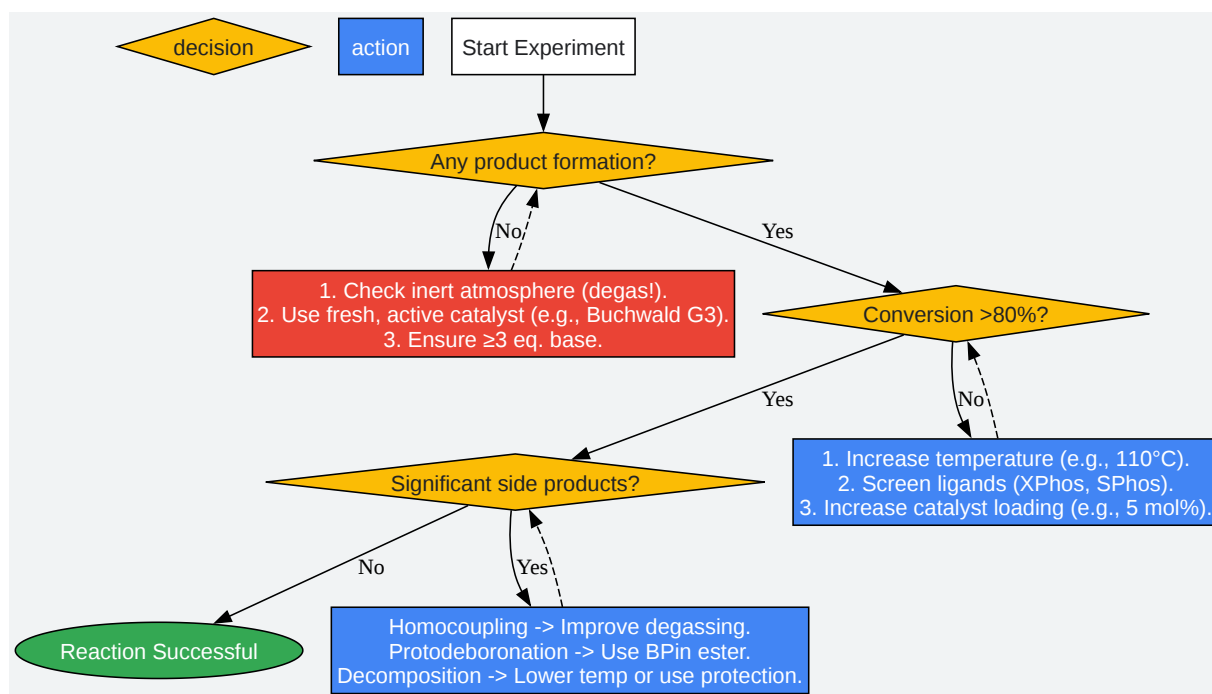 decision
action
Start Experiment
Any product formation?
No
Yes
1. Check inert atmosphere (degas!).
2. Use fresh, active catalyst (e.g., Buchwald G3).
3. Ensure ≥3 eq. base.
Conversion >80%?
Yes
No
1. Increase temperature (e.g., 110°C).
2. Screen ligands (XPhos, SPhos).
3. Increase catalyst loading (e.g., 5 mol%).
Significant side products?
No
Yes
Homocoupling -> Improve degassing.
Protodeboronation -> Use BPin ester.
Decomposition -> Lower temp or use protection.
Reaction Successful